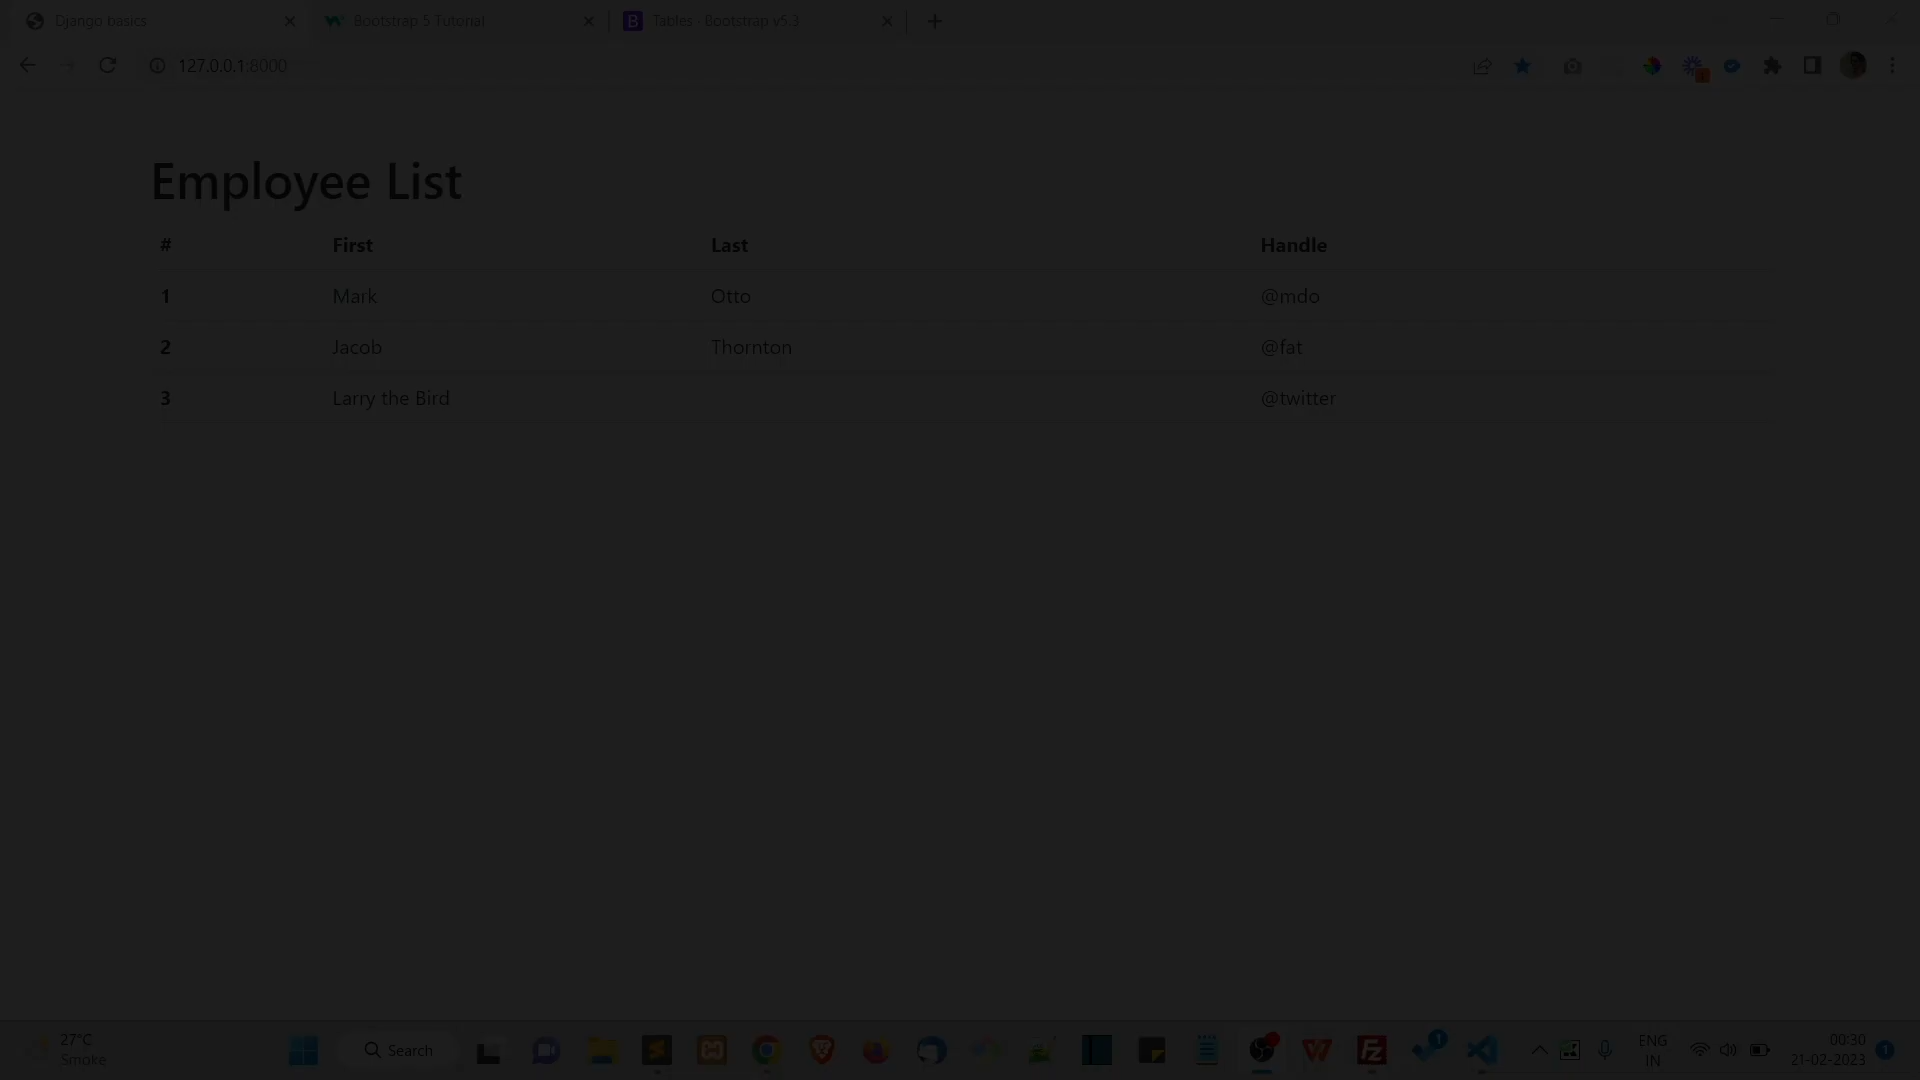 Django basics
Bootstrap 5 Tutorial
Tables · Bootstrap v5.3
127.0.0.1:8000
Employee List
# First Last Handle
1 Mark Otto @mdo
2 Jacob Thornton @fat
3 Larry the Bird @twitter
27°C
Smoke
Search
ENG
IN
00:30
21-02-2023